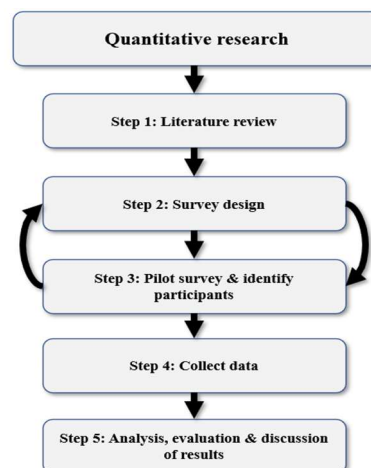 Quantitative research
Step 1: Literature review
Step 2: Survey design
Step 3: Pilot survey & identify
participants
Step 4: Collect data
Step 5: Analysis, evaluation & discussion
of results